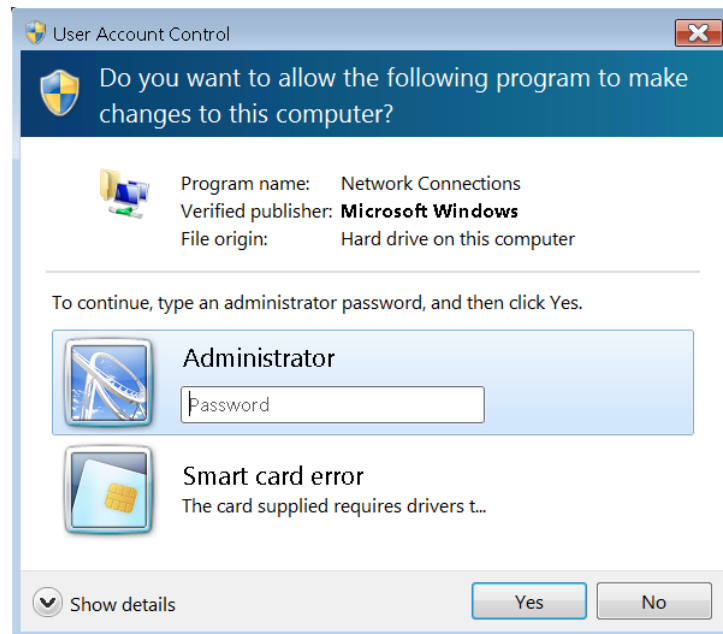 User Account Control
Do you want to allow the following program to make
changes to this computer?
Program name: Network Connections
Verified publisher: Microsoft Windows
File origin: Hard drive on this computer
To continue, type an administrator password, and then click Yes.
Administrator
Password
Smart card error
The card supplied requires drivers t...
Show details
Yes
No